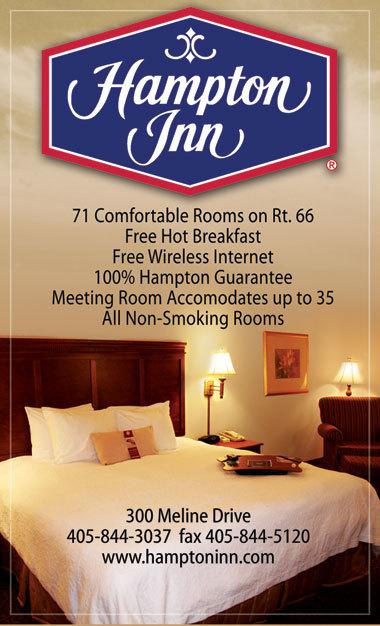 Hampton
Inn
®
71 Comfortable Rooms on Rt. 66
Free Hot Breakfast
Free Wireless Internet
100% Hampton Guarantee
Meeting Room Accomodates up to 35
All Non-Smoking Rooms
300 Meline Drive
405-844-3037 fax 405-844-5120
www.hamptoninn.com